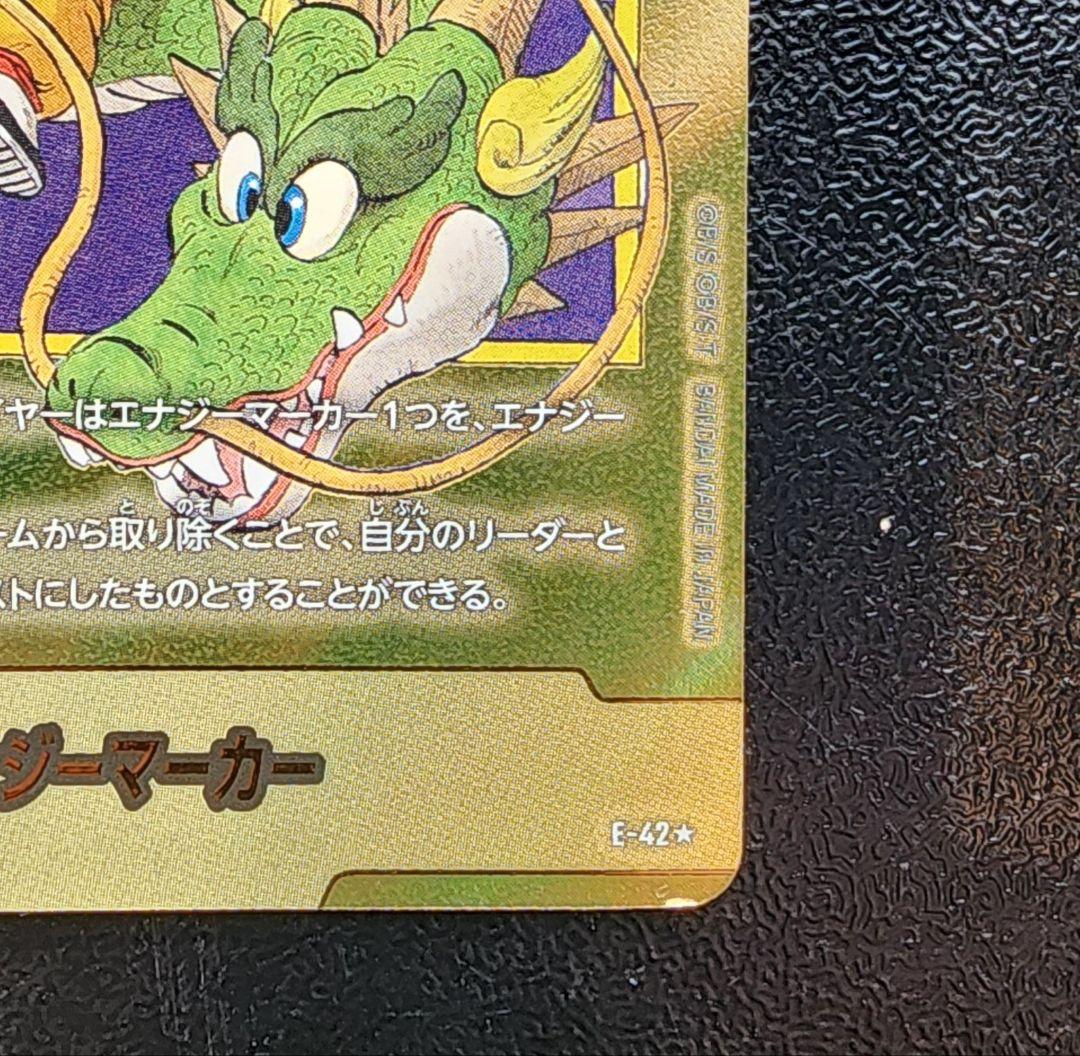 イヤーはエナジーマーカー1つを、エナジー
ームから取り除くことで、自分のリーダーと
ストにしたものとすることができる。
ジーマーカー
E-42★
©B/S ©B/S・T BANDAI MADE IN JAPAN